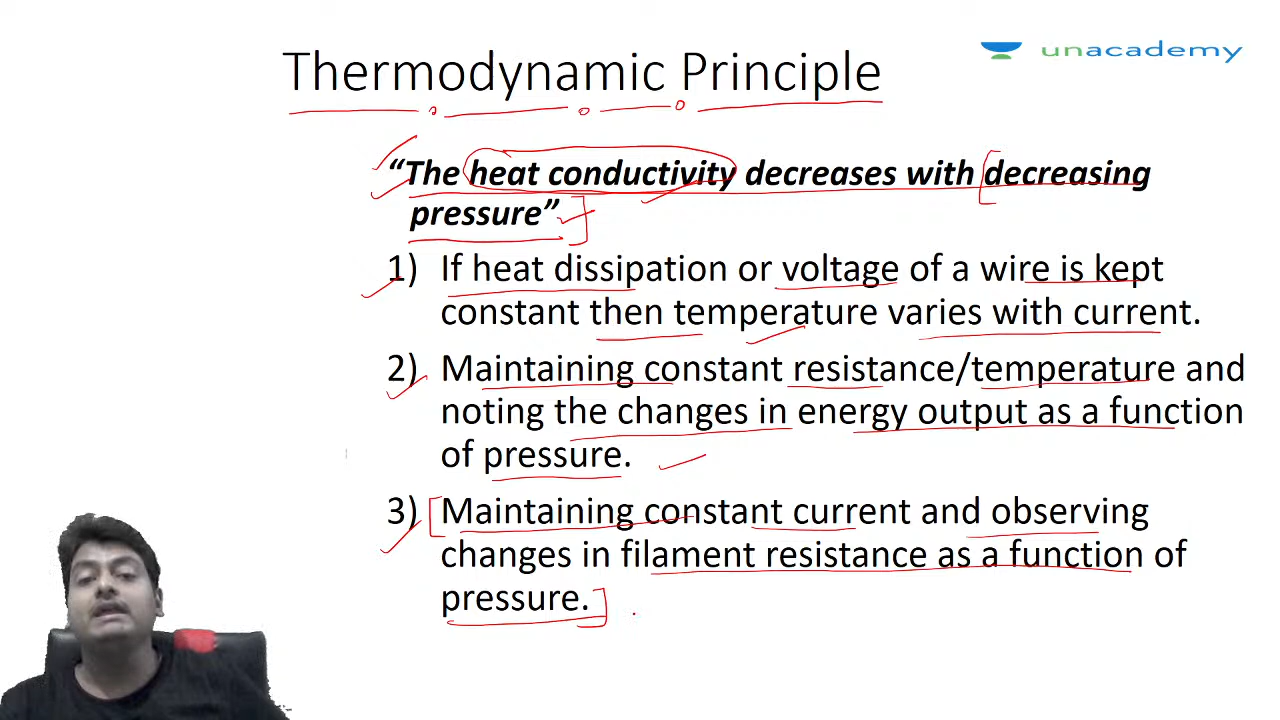 Thermodynamic Principle
unacademy
“The heat conductivity decreases with decreasing
pressure”
1) If heat dissipation or voltage of a wire is kept
constant then temperature varies with current.
2) Maintaining constant resistance/temperature and
noting the changes in energy output as a function
of pressure.
3) Maintaining constant current and observing
changes in filament resistance as a function of
pressure.